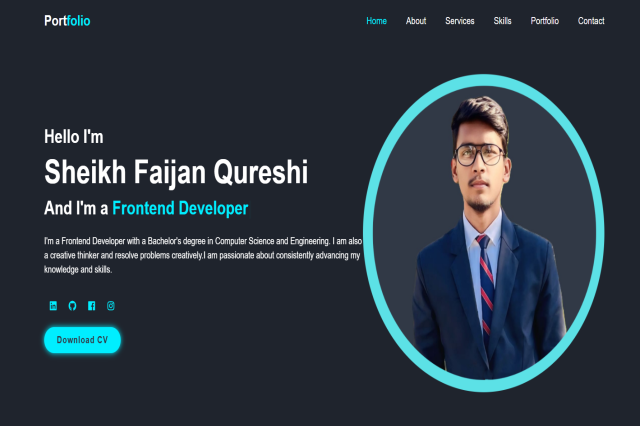 Portfolio
Home About Services Skills Portfolio Contact
Hello I'm
Sheikh Faijan Qureshi
And I'm a Frontend Developer
I'm a Frontend Developer with a Bachelor's degree in Computer Science and Engineering. I am also
a creative thinker and resolve problems creatively.I am passionate about consistently advancing my
knowledge and skills.
Download CV